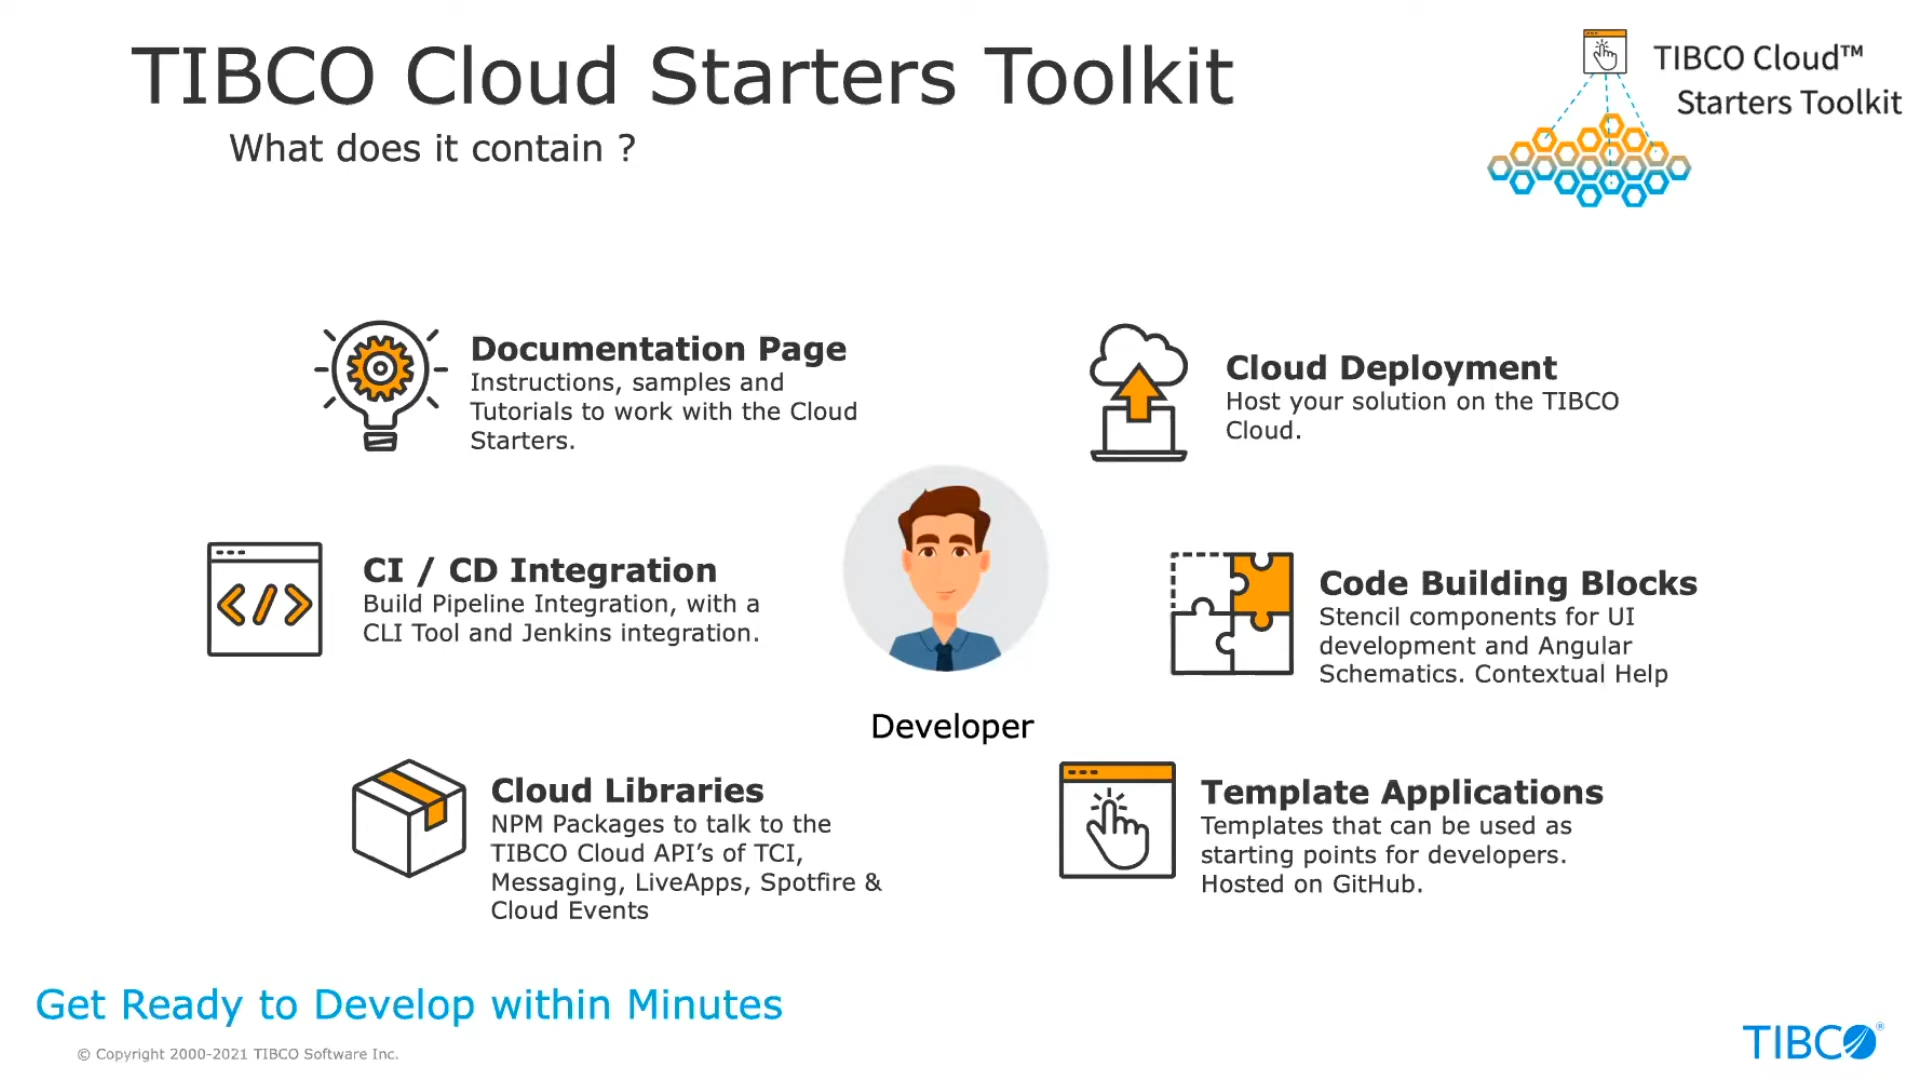 TIBCO Cloud Starters Toolkit
What does it contain ?
TIBCO Cloud™
Starters Toolkit
Documentation Page
Instructions, samples and
Tutorials to work with the Cloud
Starters.
Cloud Deployment
Host your solution on the TIBCO
Cloud.
CI / CD Integration
Build Pipeline Integration, with a
CLI Tool and Jenkins integration.
Code Building Blocks
Stencil components for UI
development and Angular
Schematics. Contextual Help
Developer
Cloud Libraries
NPM Packages to talk to the
TIBCO Cloud API’s of TCI,
Messaging, LiveApps, Spotfire &
Cloud Events
Template Applications
Templates that can be used as
starting points for developers.
Hosted on GitHub.
Get Ready to Develop within Minutes
© Copyright 2000-2021 TIBCO Software Inc.
TIBCO®